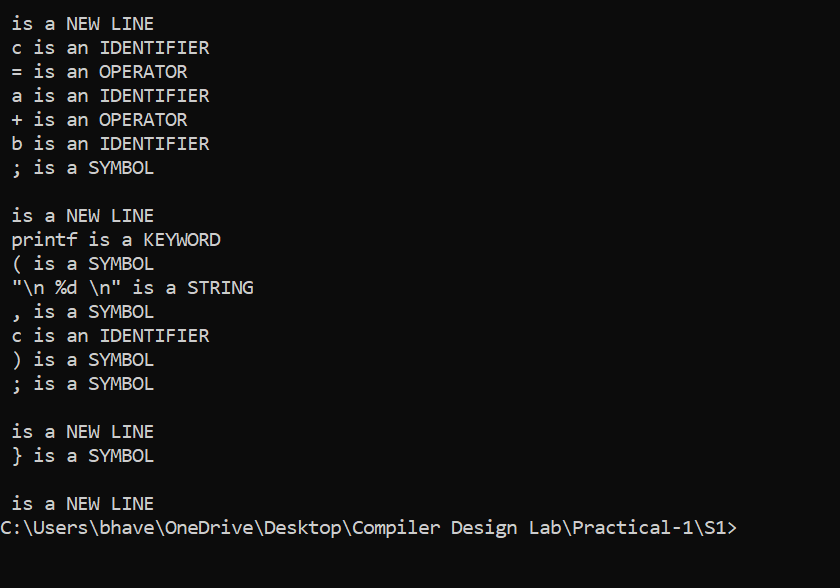 is a NEW LINE
c is an IDENTIFIER
= is an OPERATOR
a is an IDENTIFIER
+ is an OPERATOR
b is an IDENTIFIER
; is a SYMBOL
is a NEW LINE
printf is a KEYWORD
( is a SYMBOL
"\n %d \n" is a STRING
, is a SYMBOL
c is an IDENTIFIER
) is a SYMBOL
; is a SYMBOL
is a NEW LINE
} is a SYMBOL
is a NEW LINE
C:\Users\bhave\OneDrive\Desktop\Compiler Design Lab\Practical-1\S1>